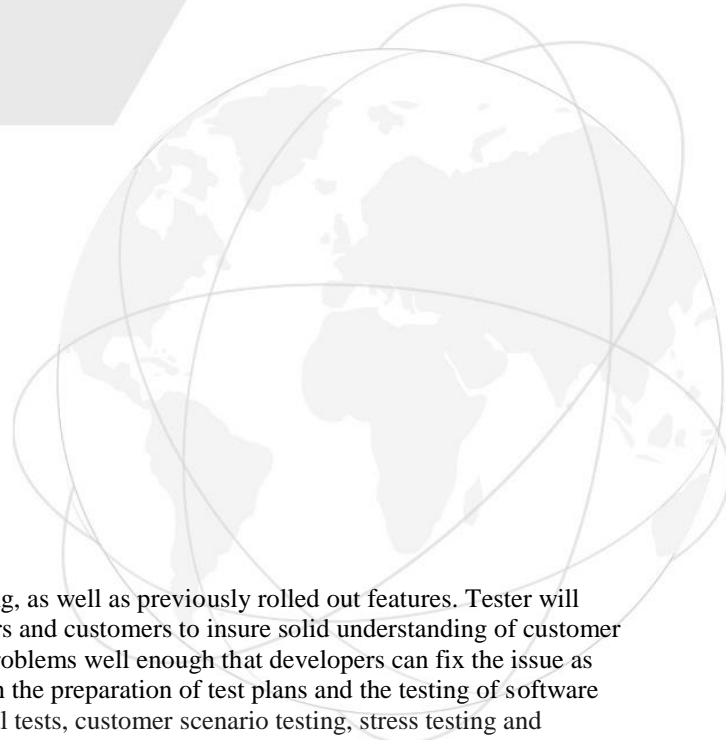 g, as well as previously rolled out features. Tester will
rs and customers to insure solid understanding of customer
roblems well enough that developers can fix the issue as
n the preparation of test plans and the testing of software
l tests, customer scenario testing, stress testing and